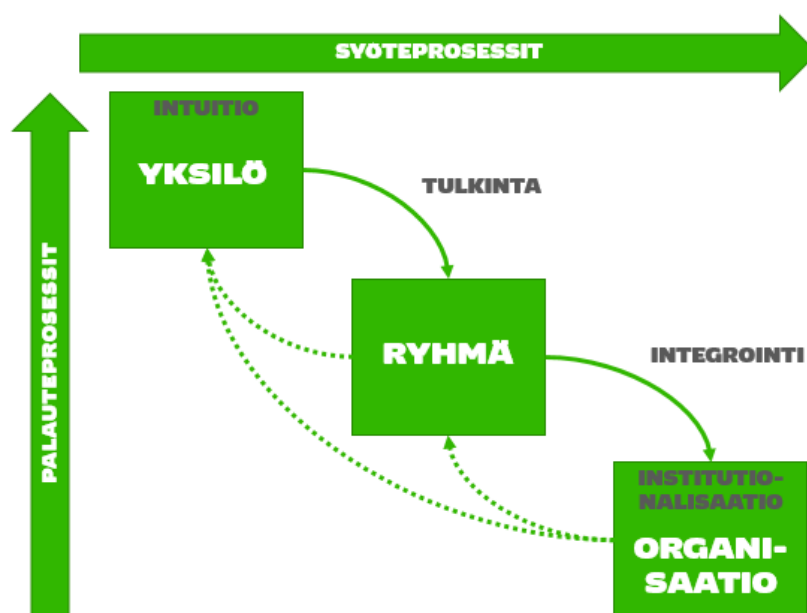 SYÖTEPROSESSIT
PALAUTEPROSESSIT
INTUITIO
YKSILÖ
TULKINTA
RYHMÄ
INTEGROINTI
INSTITUTIO-
NALISAATIO
ORGANI-
SAATIO